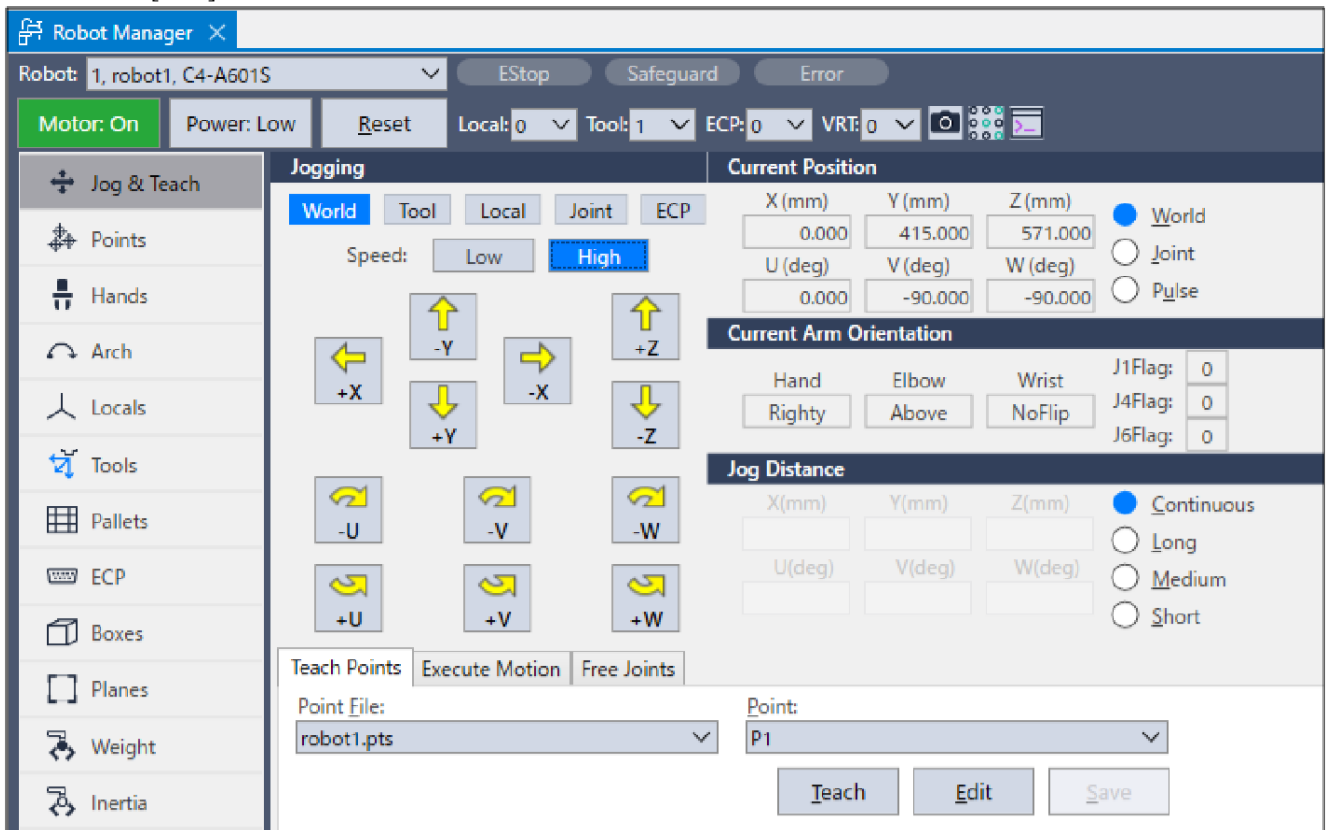 Robot Manager
Robot: 1, robot1, C4-A601S EStop Safeguard Error
Motor: On Power: Low Reset Local: 0 Tool: 1 ECP: 0 VRT: 0
Jog & Teach
Points
Hands
Arch
Locals
Tools
Pallets
ECP
Boxes
Planes
Weight
Inertia
Jogging
World Tool Local Joint ECP
Speed: Low High
-Y
+Z
+X
-X
+Y
-Z
-U -V -W
+U +V +W
Current Position
X (mm) Y (mm) Z (mm)
0.000 415.000 571.000
U (deg) V (deg) W (deg)
0.000 -90.000 -90.000
World
Joint
Pulse
Current Arm Orientation
Hand Elbow Wrist
Righty Above NoFlip
J1Flag: 0
J4Flag: 0
J6Flag: 0
Jog Distance
X(mm) Y(mm) Z(mm)
U(deg) V(deg) W(deg)
Continuous
Long
Medium
Short
Teach Points Execute Motion Free Joints
Point File: Point:
robot1.pts P1
Teach Edit Save